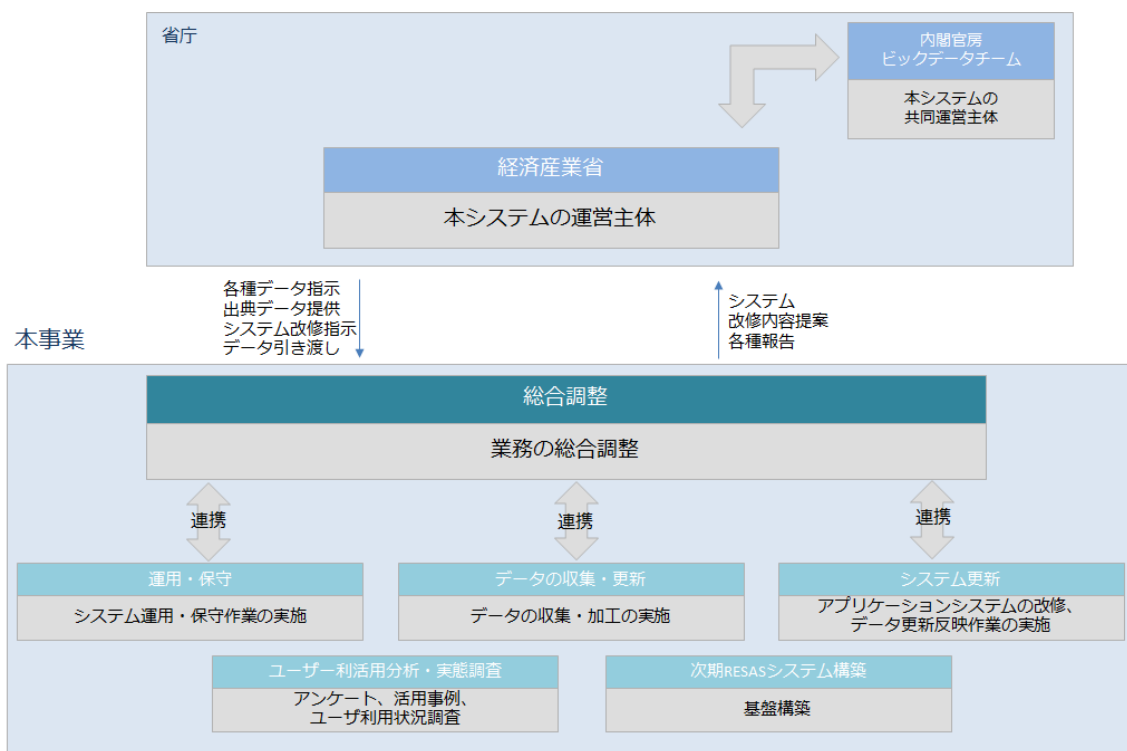 省庁
内閣官房
ビックデータチーム
本システムの
共同運営主体
経済産業省
本システムの運営主体
各種データ指示
出典データ提供
システム改修指示
データ引き渡し
システム
改修内容提案
各種報告
本事業
総合調整
業務の総合調整
連携
連携
連携
運用・保守
システム運用・保守作業の実施
データの収集・更新
データの収集・加工の実施
システム更新
アプリケーションシステムの改修、
データ更新反映作業の実施
ユーザー利活用分析・実態調査
アンケート、活用事例、
ユーザ利用状況調査
次期RESASシステム構築
基盤構築